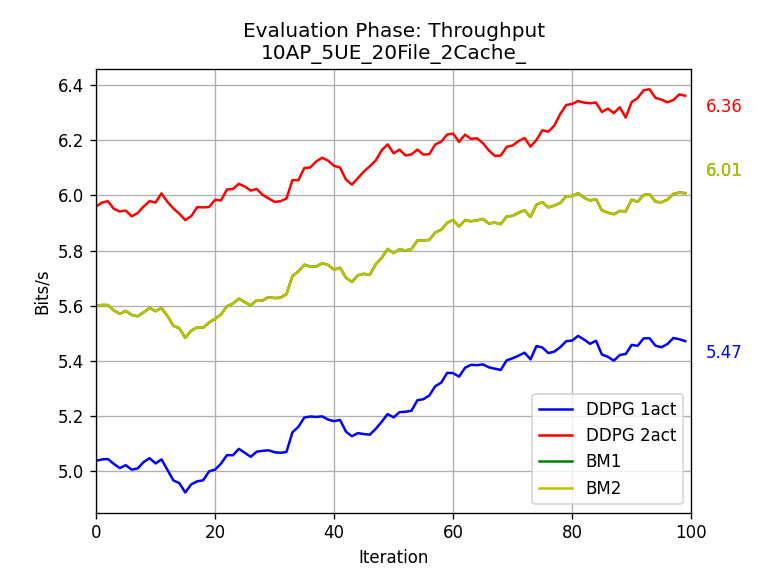 Evaluation Phase: Throughput
10AP_5UE_20File_2Cache_
Bits/s
6.4
6.2
6.0
5.8
5.6
5.4
5.2
5.0
0
20
40
60
80
100
Iteration
6.36
6.01
5.47
DDPG 1act
DDPG 2act
BM1
BM2